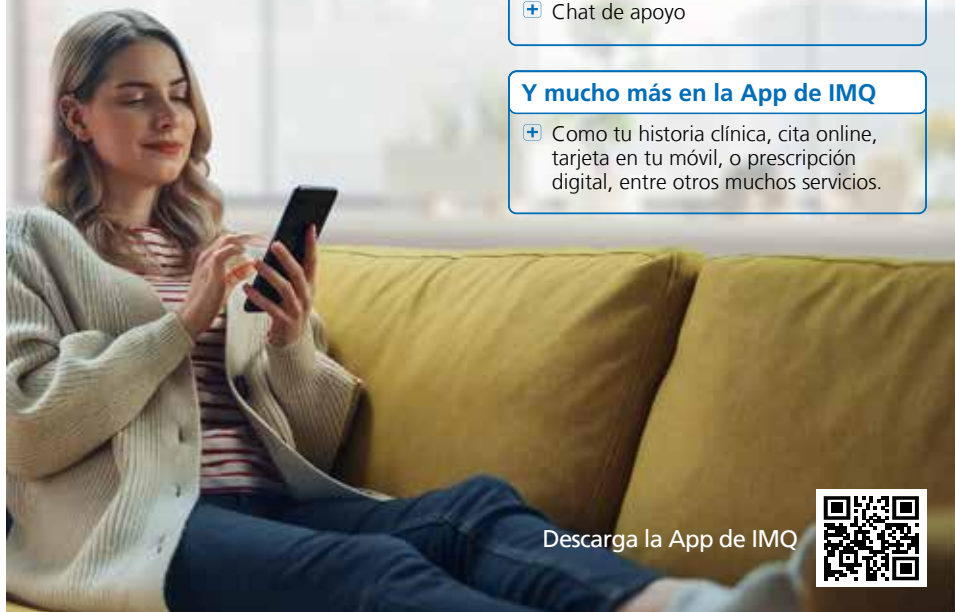 Chat de apoyo
Y mucho más en la App de IMQ
Como tu historia clínica, cita online,
tarjeta en tu móvil, o prescripción
digital, entre otros muchos servicios.
Descarga la App de IMQ